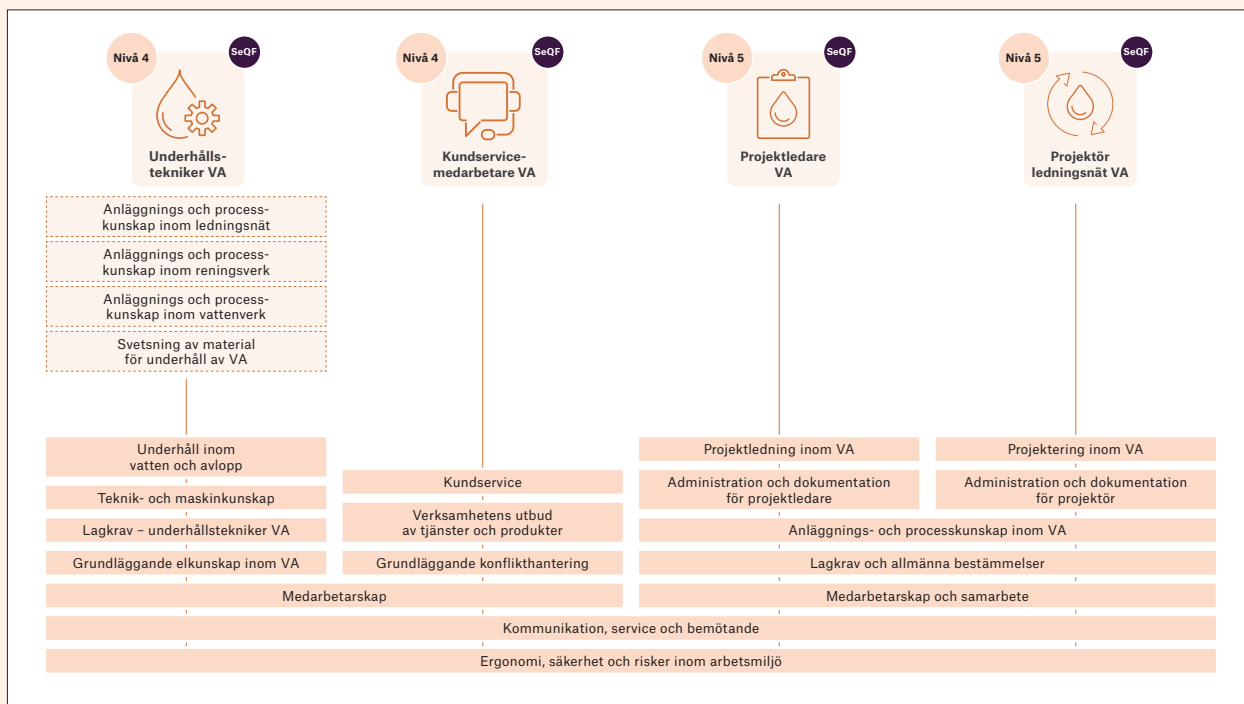 Nivå 4
SeQF
Underhålls-
tekniker VA
Nivå 4
SeQF
Kundservice-
medarbetare VA
Nivå 5
SeQF
Projektledare
VA
Nivå 5
SeQF
Projektör
ledningsnät VA
Anläggnings och process-
kunskap inom ledningsnät
Anläggnings och process-
kunskap inom reningsverk
Anläggnings och process-
kunskap inom vattenverk
Svetsning av material
för underhåll av VA
Underhåll inom
vatten och avlopp
Teknik- och maskinkunskap
Lagkrav – underhållstekniker VA
Grundläggande elkunskap inom VA
Kundservice
Verksamhetens utbud
av tjänster och produkter
Grundläggande konflikthantering
Projektledning inom VA
Administration och dokumentation
för projektledare
Projektering inom VA
Administration och dokumentation
för projektör
Anläggnings- och processkunskap inom VA
Lagkrav och allmänna bestämmelser
Medarbetarskap
Medarbetarskap och samarbete
Kommunikation, service och bemötande
Ergonomi, säkerhet och risker inom arbetsmiljö